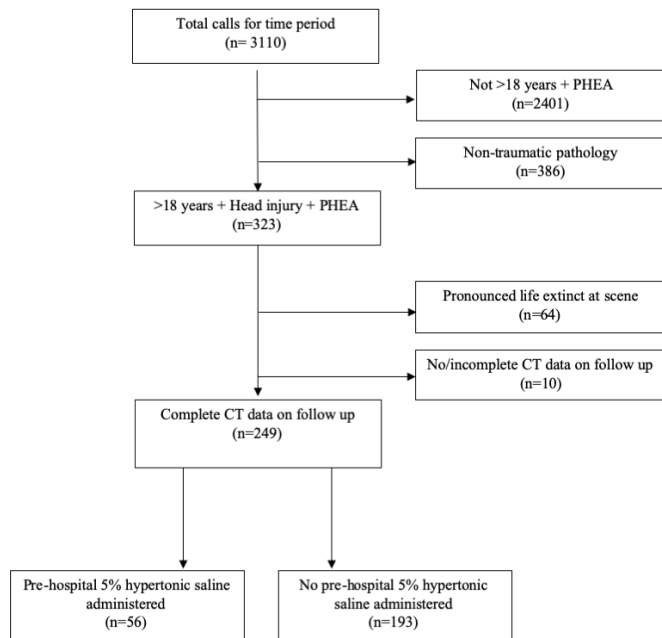 Total calls for time period
(n= 3110)
Not >18 years + PHEA
(n=2401)
Non-traumatic pathology
(n=386)
>18 years + Head injury + PHEA
(n=323)
Pronounced life extinct at scene
(n=64)
No/incomplete CT data on follow up
(n=10)
Complete CT data on follow up
(n=249)
Pre-hospital 5% hypertonic saline
administered
(n=56)
No pre-hospital 5% hypertonic
saline administered
(n=193)